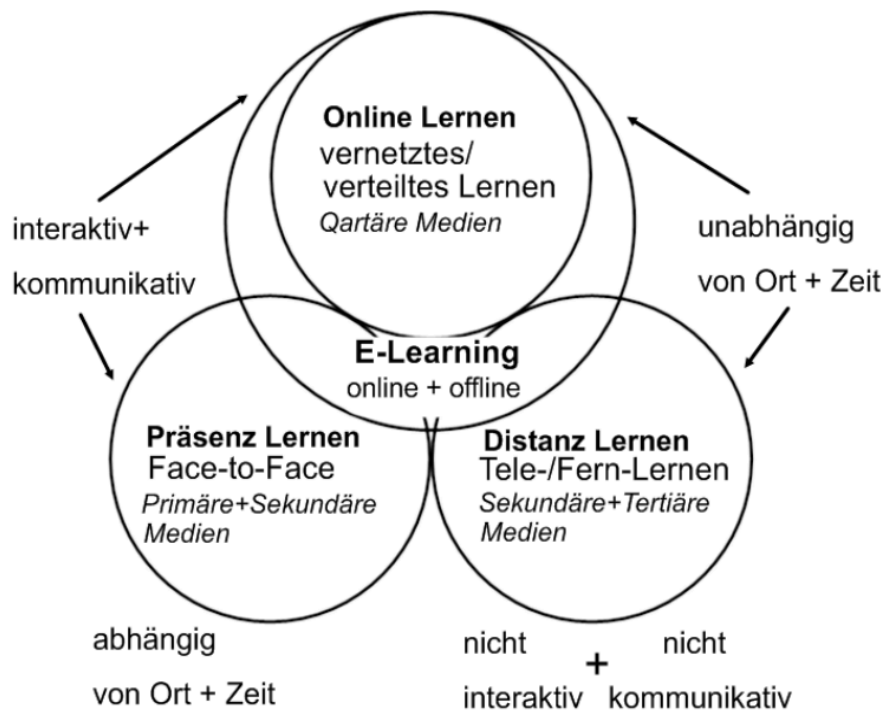 Online Lernen
vernetztes/
verteiltes Lernen
Qartäre Medien
interaktiv+
kommunikativ
unabhängig
von Ort + Zeit
E-Learning
online + offline
Präsenz Lernen
Face-to-Face
Primäre+Sekundäre
Medien
Distanz Lernen
Tele-/Fern-Lernen
Sekundäre+Tertiäre
Medien
abhängig
von Ort + Zeit
nicht + nicht
interaktiv kommunikativ